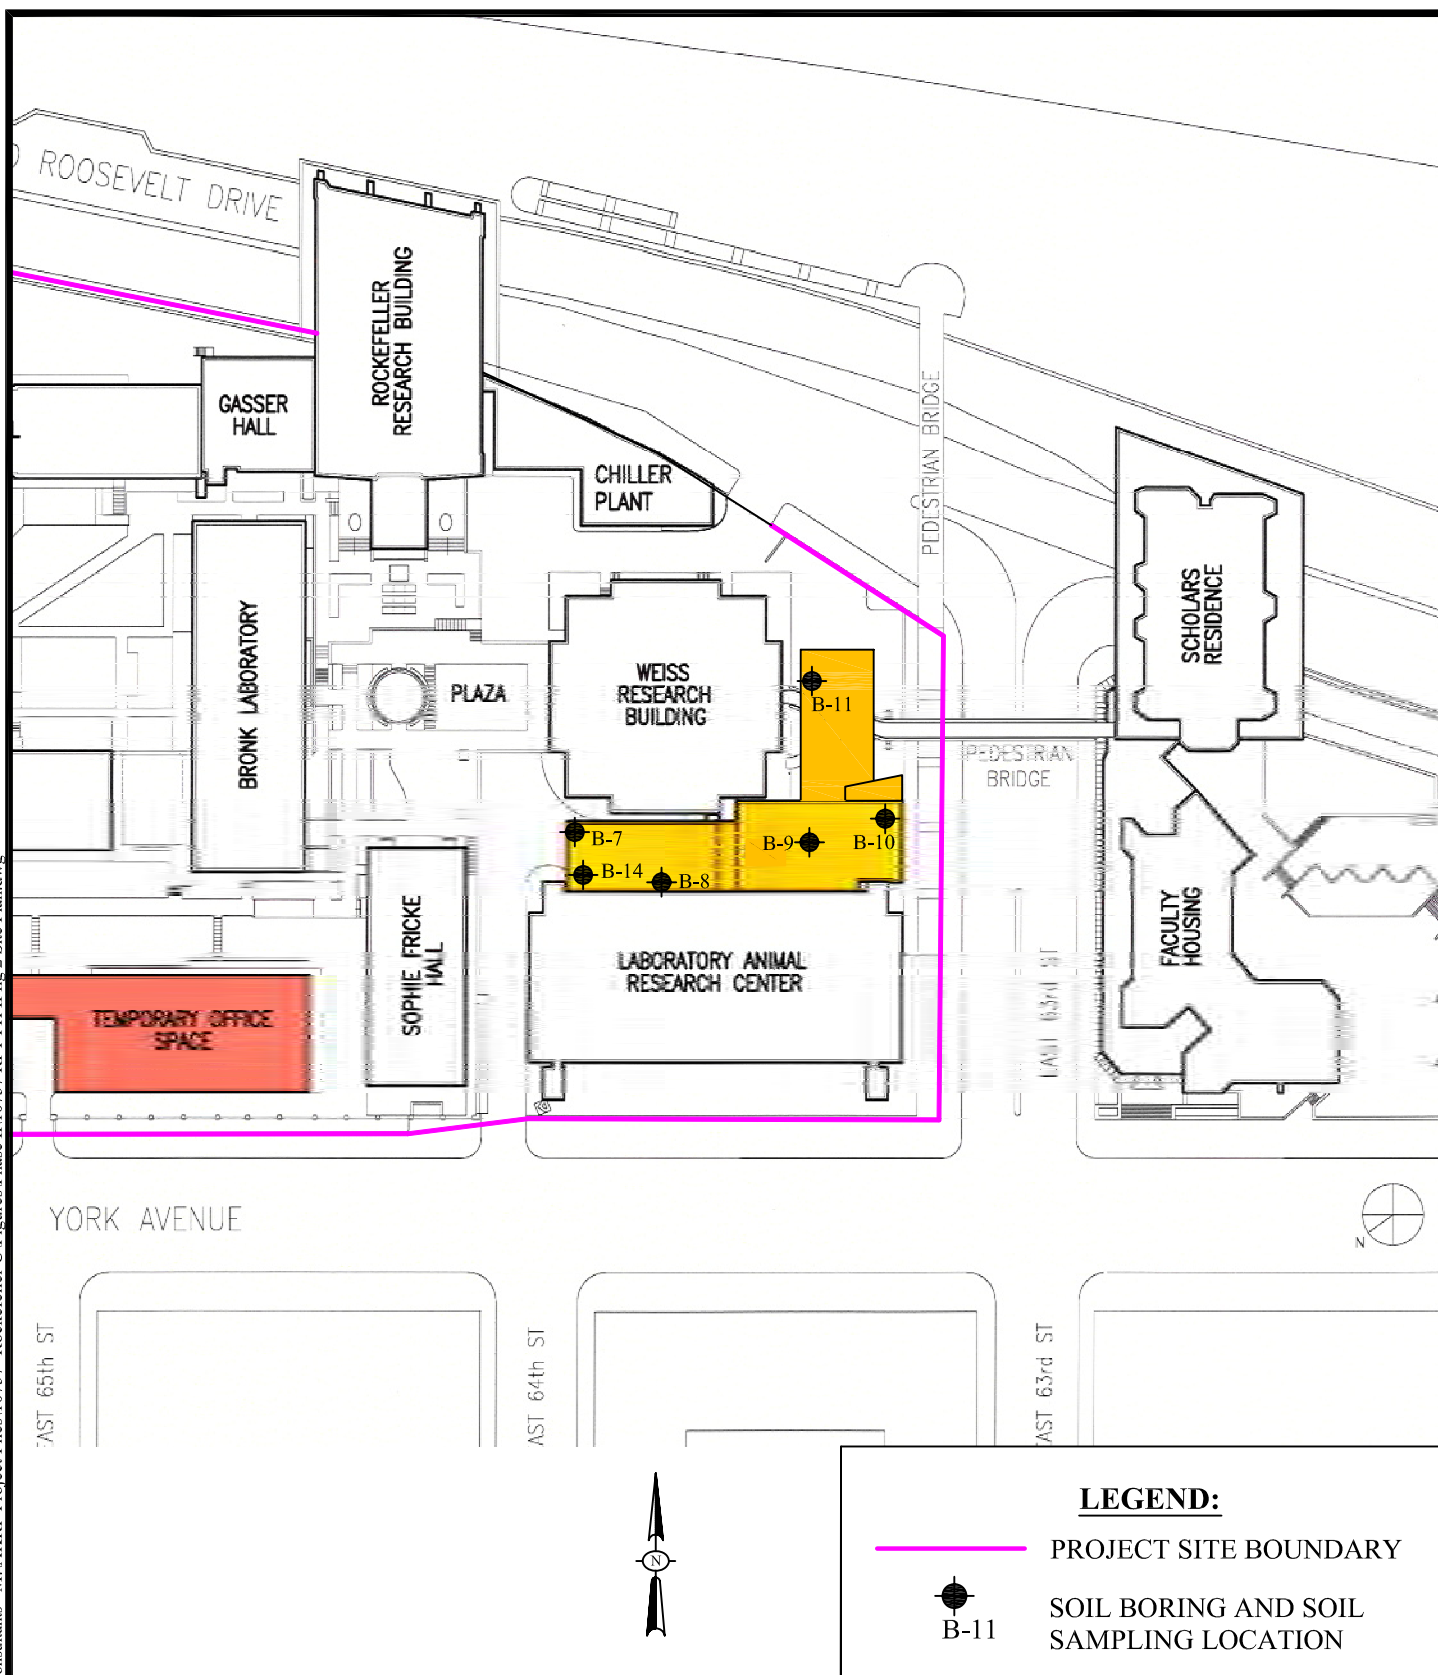 ROOSEVELT DRIVE
ROCKEFELLER
RESEARCH BUILDING
GASSER
HALL
CHILLER
PLANT
PEDESTRIAN BRIDGE
SCHOLARS
RESIDENCE
BRONK LABORATORY
PLAZA
WEISS
RESEARCH
BUILDING
B-11
PEDESTRIAN
BRIDGE
B-7
B-9
B-10
B-14
B-8
SOPHIE FRICKE
HALL
LABORATORY ANIMAL
RESEARCH CENTER
FACULTY
HOUSING
EAST 63rd ST
TEMPORARY OFFICE
SPACE
YORK AVENUE
N
EAST 65th ST
EAST 64th ST
EAST 63rd ST
N
LEGEND:
PROJECT SITE BOUNDARY
B-11
SOIL BORING AND SOIL
SAMPLING LOCATION